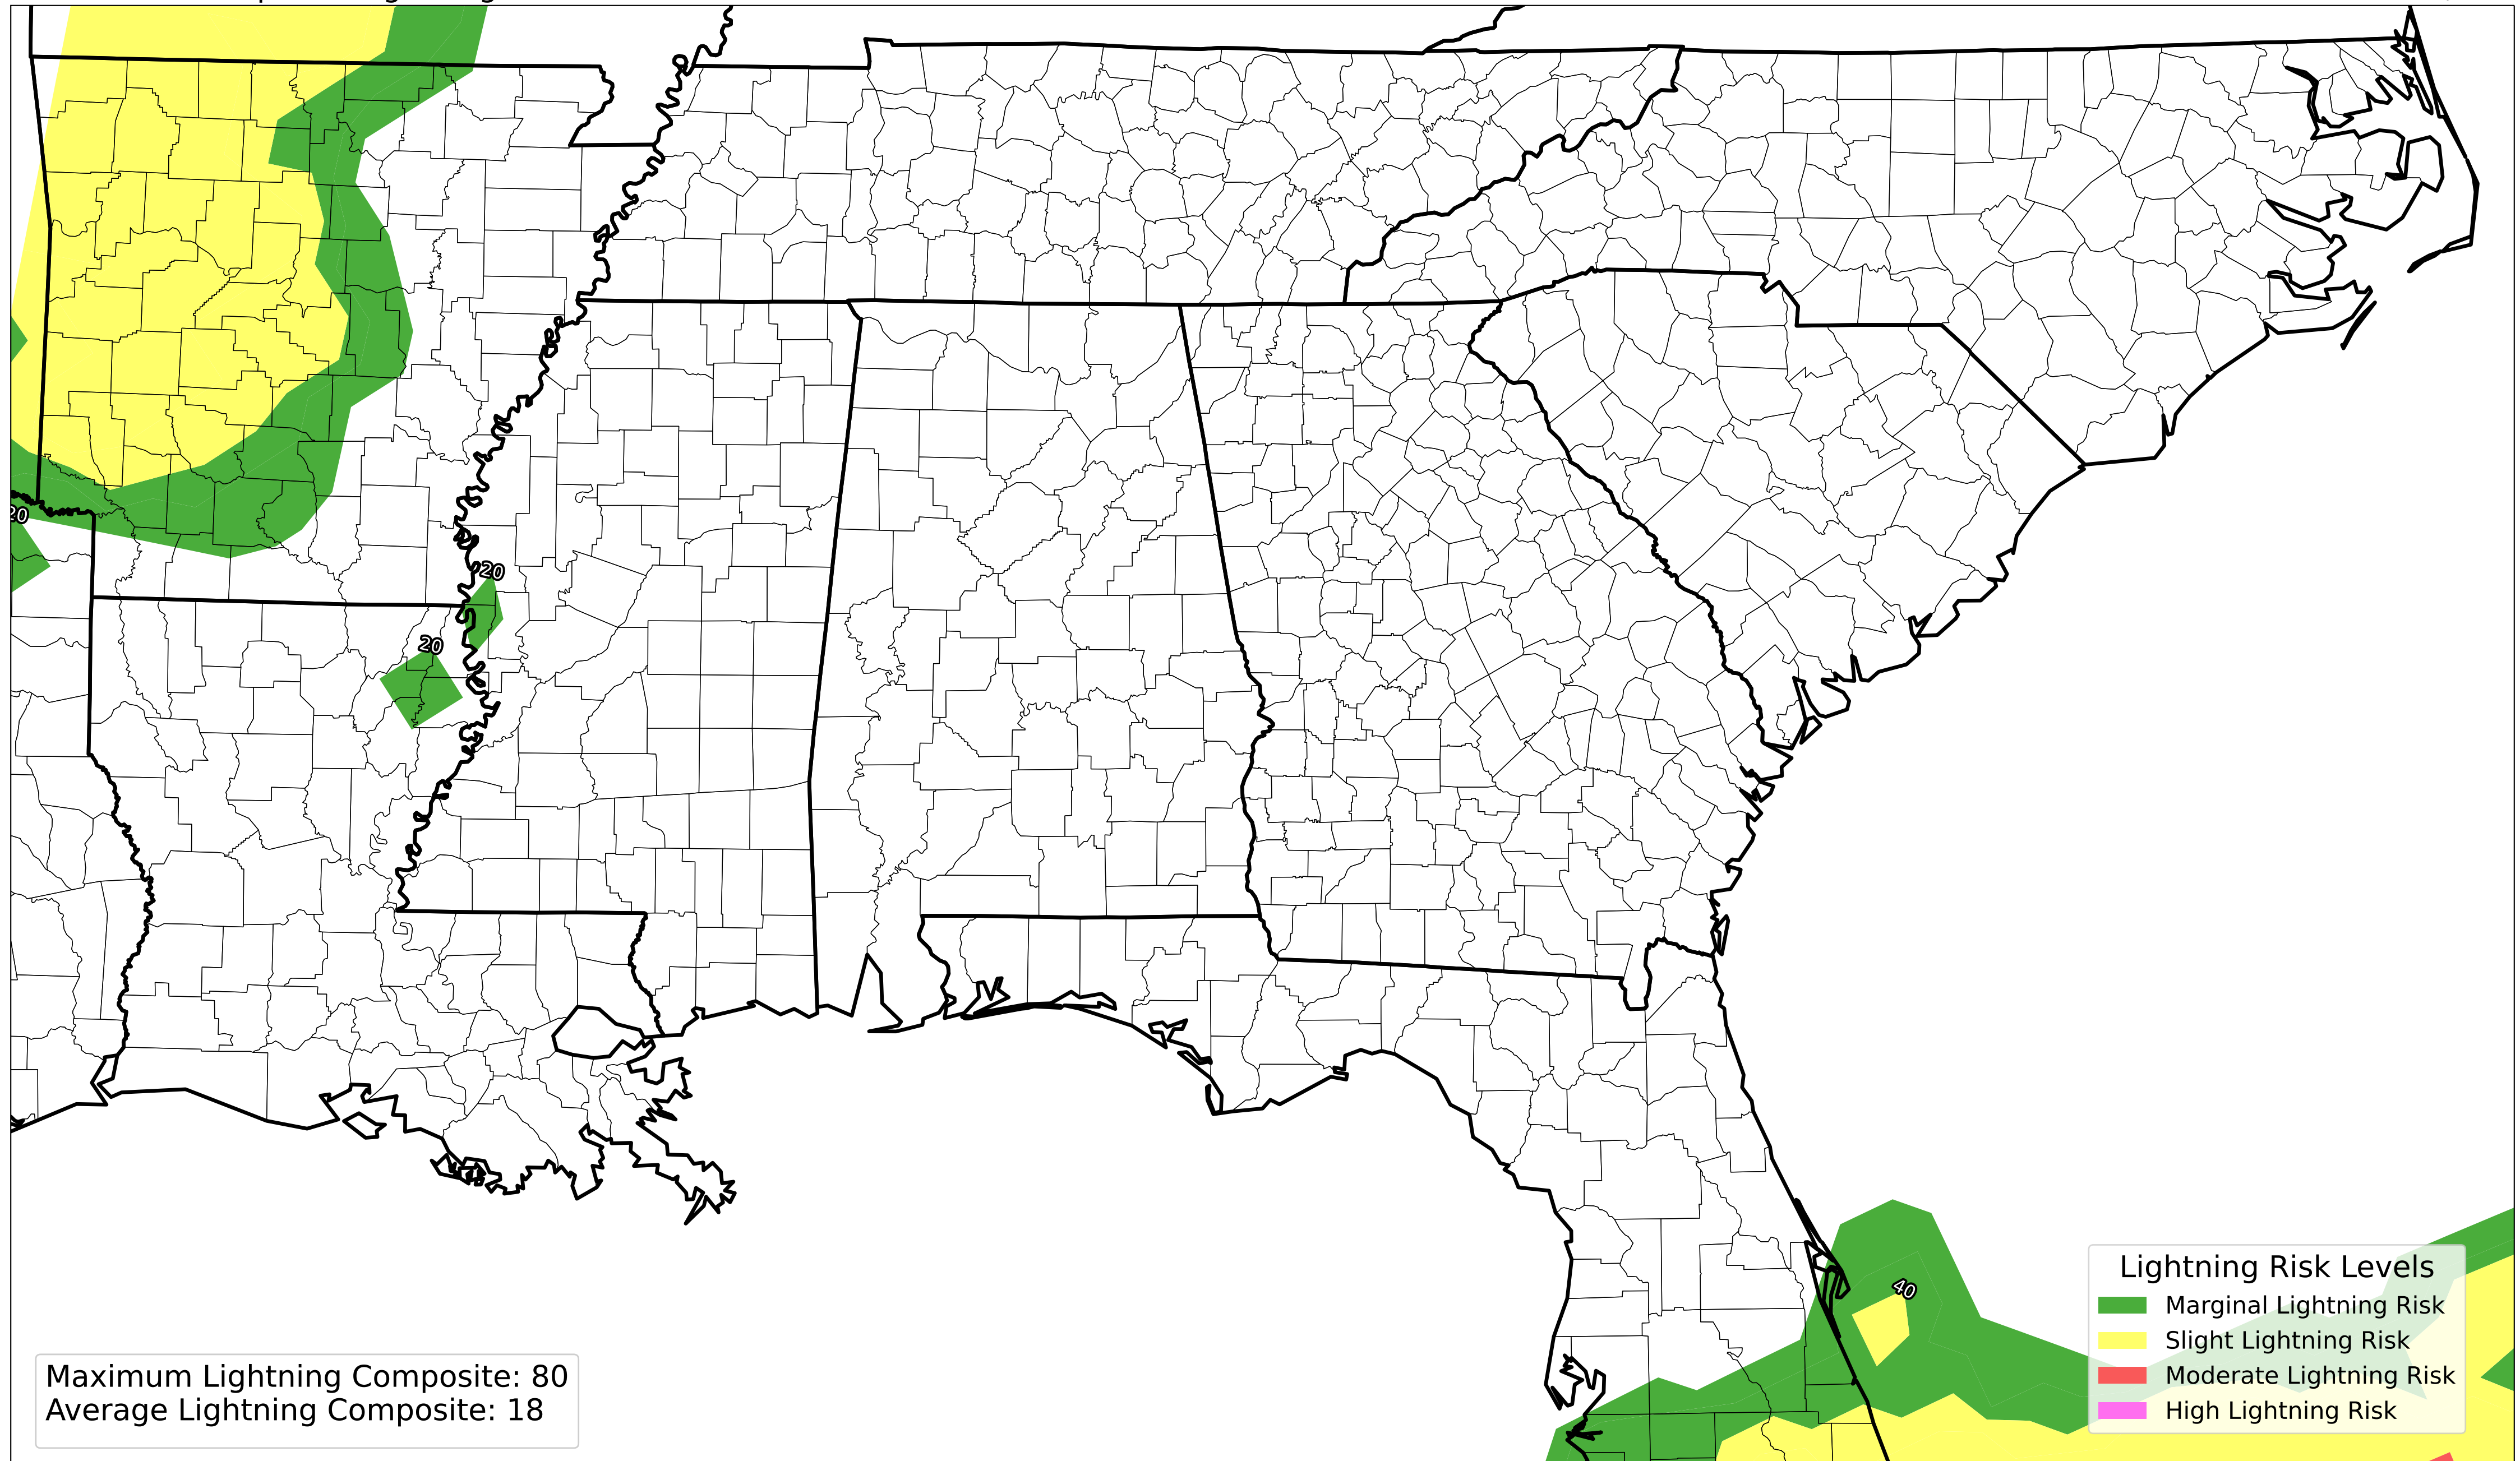 20
20
20
40
Lightning Risk Levels
Marginal Lightning Risk
Slight Lightning Risk
Moderate Lightning Risk
High Lightning Risk
Maximum Lightning Composite: 80
Average Lightning Composite: 18